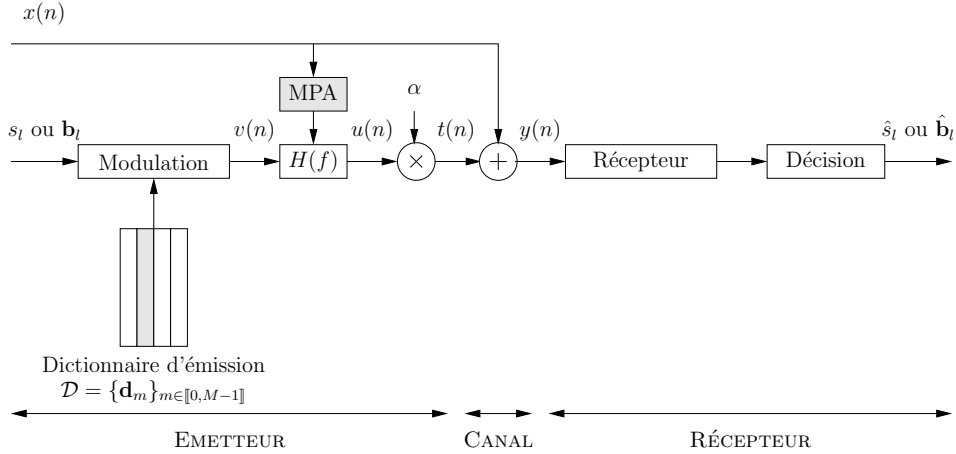 x(n)
MPA
α
s_l ou b_l
v(n)
u(n)
t(n)
y(n)
ŝ_l ou b̂_l
Modulation
H(f)
×
+
Récepteur
Décision
Dictionnaire d'émission
𝒟 = {d_m}_{m∈⟦0,M−1⟧}
EMETTEUR
CANAL
RÉCEPTEUR